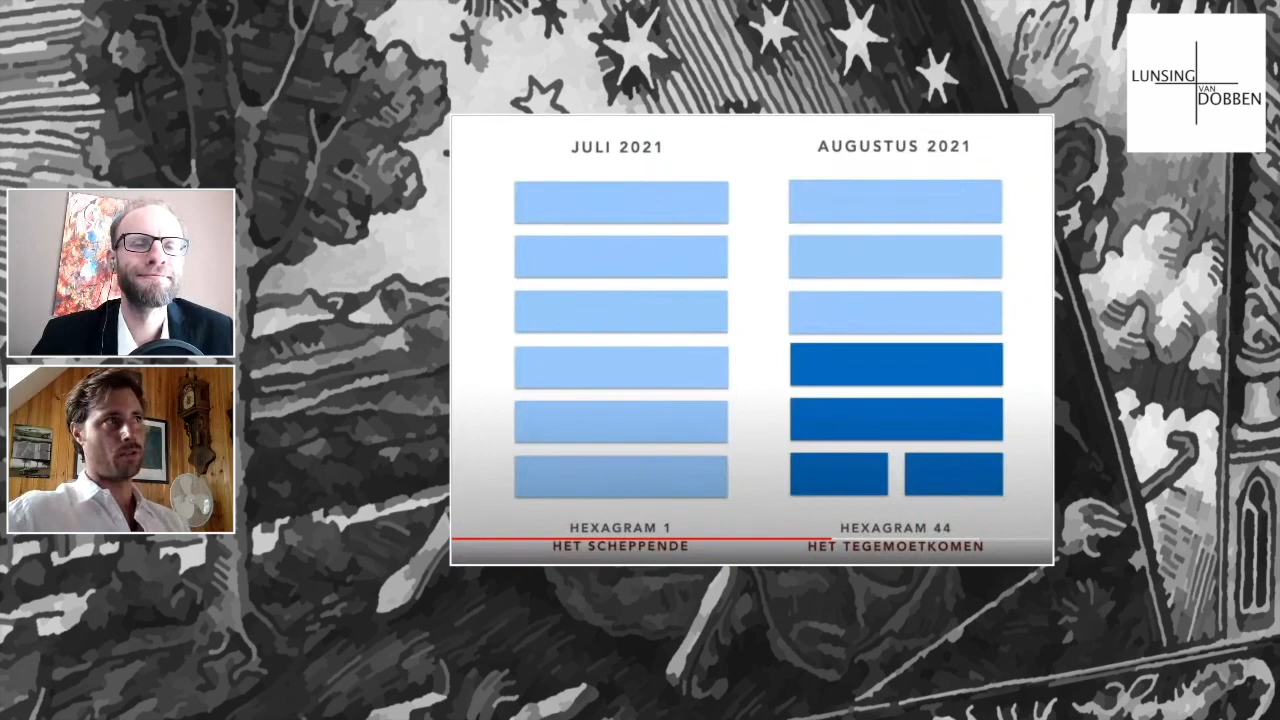 LUNSING
VAN
DOBBEN
JULI 2021
AUGUSTUS 2021
HEXAGRAM 1
HET SCHEPPENDE
HEXAGRAM 44
HET TEGEMOETKOMEN